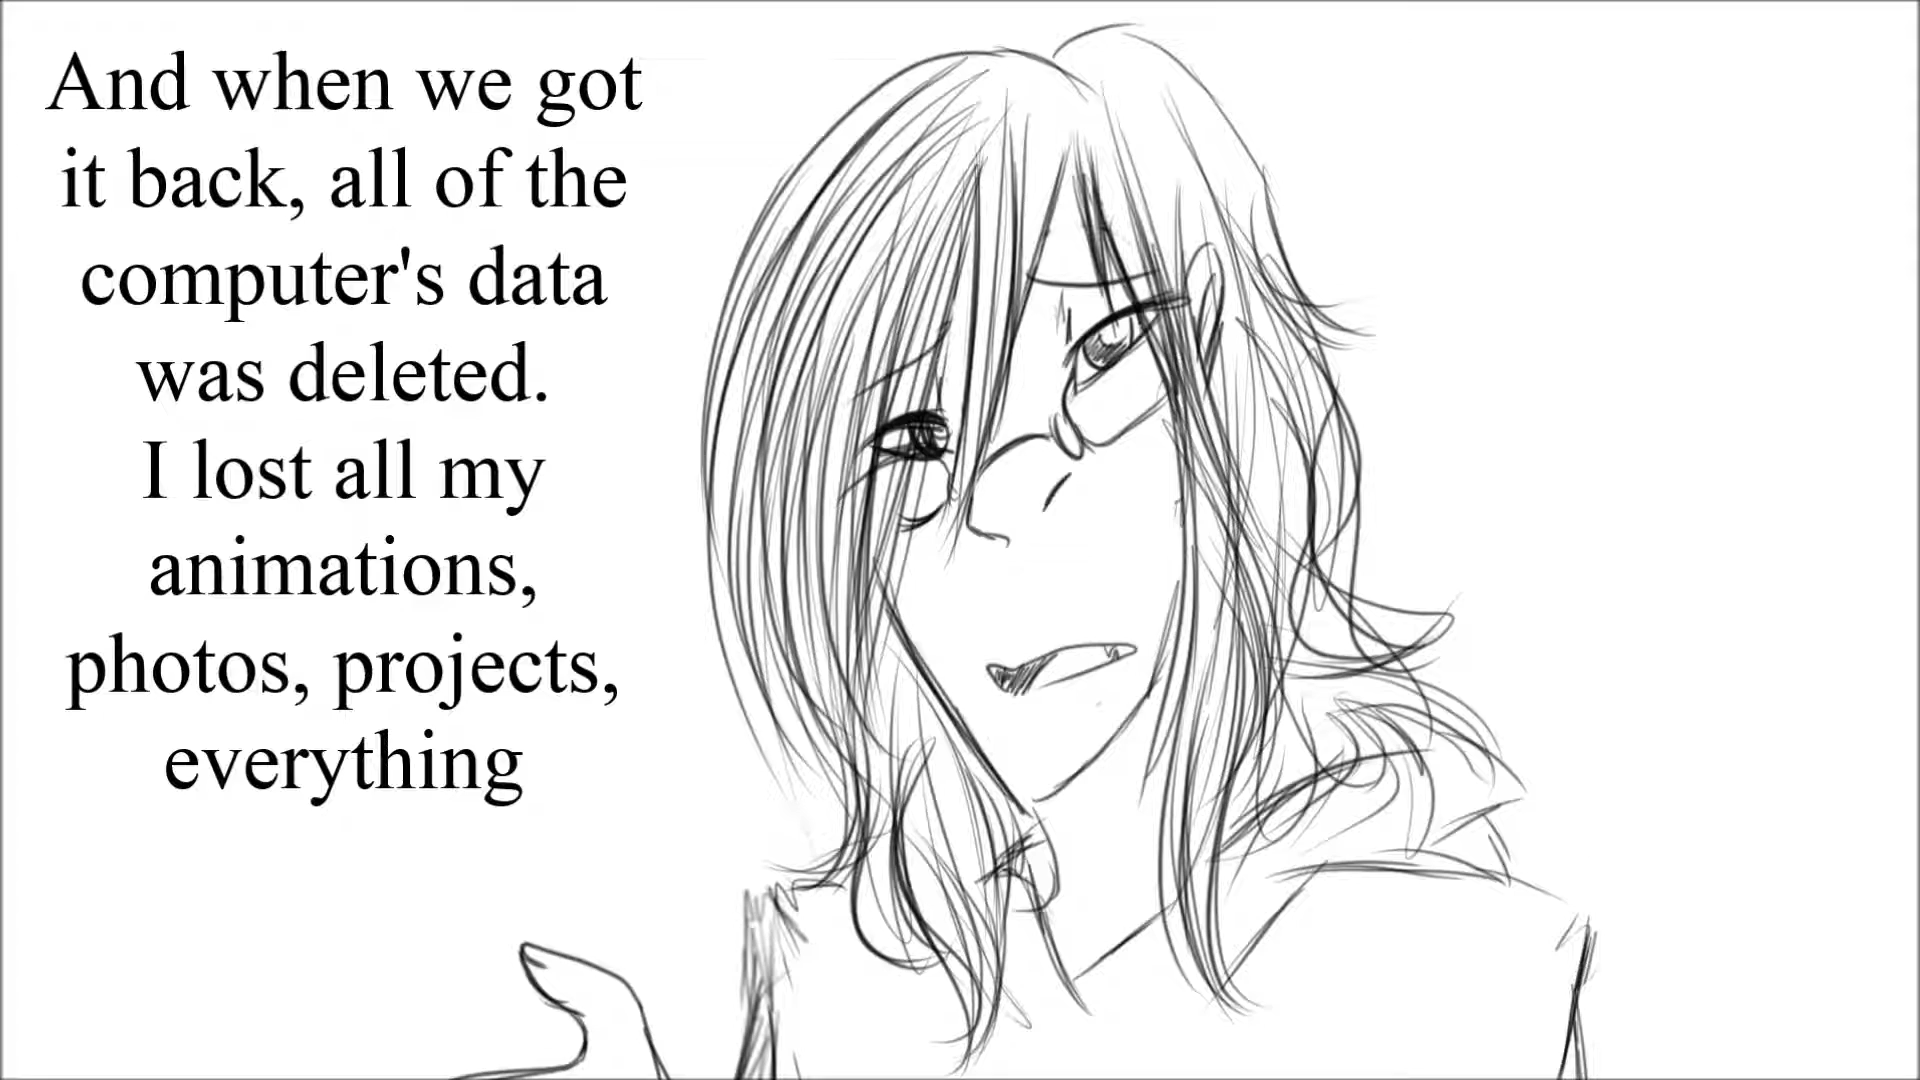 And when we got
it back, all of the
computer's data
was deleted.
I lost all my
animations,
photos, projects,
everything